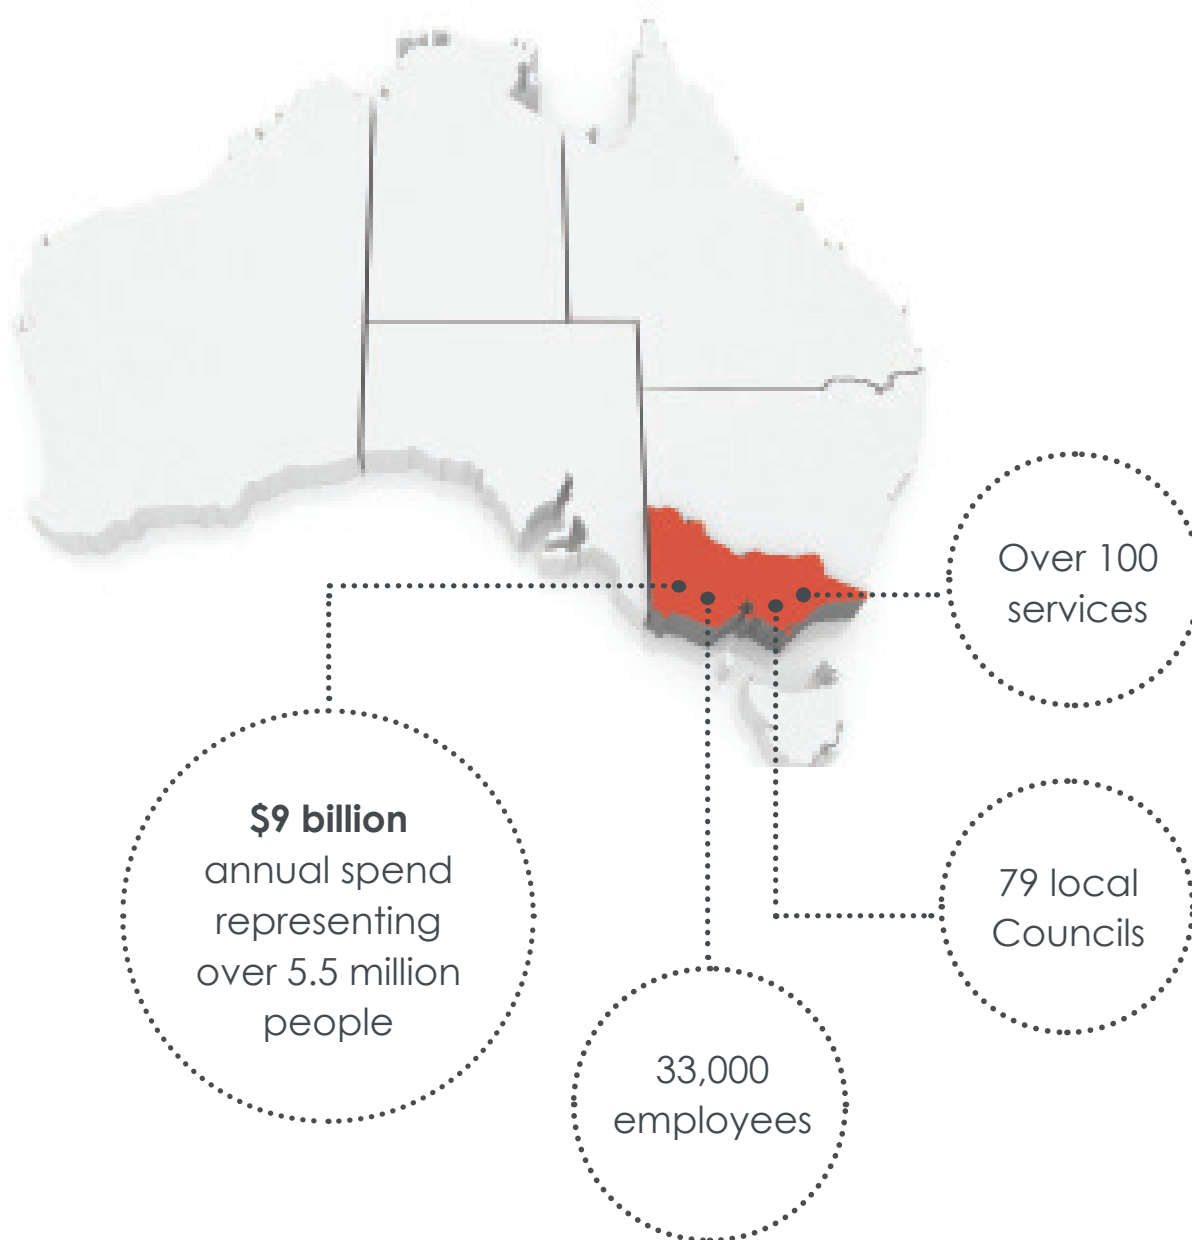 Over 100
services
$9 billion
annual spend
representing
over 5.5 million
people
79 local
Councils
33,000
employees